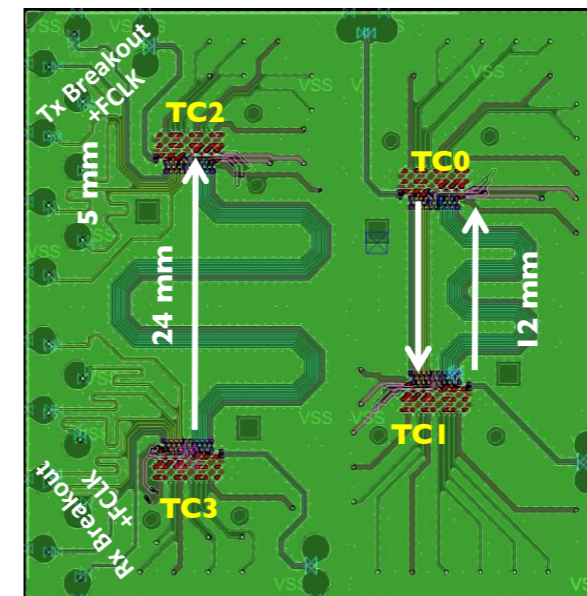 VSS
Tx Breakout
+FCLK
TC2
VSS
TC0
VSS
5 mm
24 mm
12 mm
VSS
VSS
TC1
Rx Breakout
+FCLK
TC3
VSS
VSS